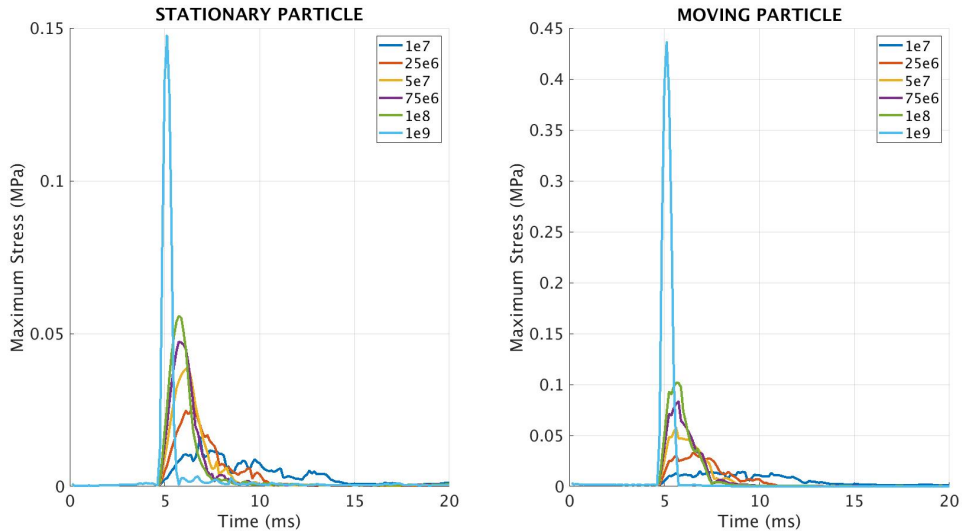 STATIONARY PARTICLE
0.15
0.1
0.05
0
Maximum Stress (MPa)
1e7
25e6
5e7
75e6
1e8
1e9
0
5
10
15
20
Time (ms)
MOVING PARTICLE
0.45
0.4
0.35
0.3
0.25
0.2
0.15
0.1
0.05
0
Maximum Stress (MPa)
1e7
25e6
5e7
75e6
1e8
1e9
0
5
10
15
20
Time (ms)